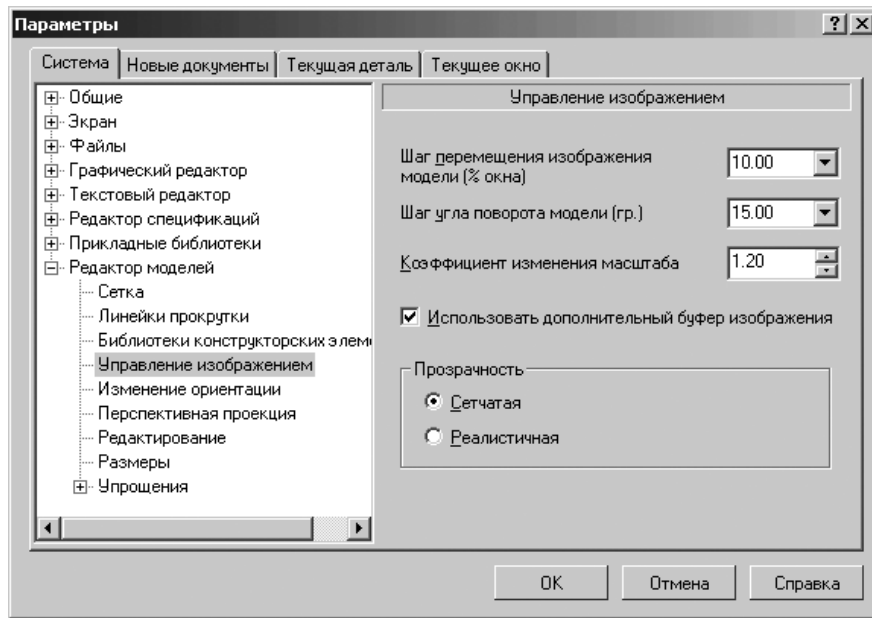 Параметры
Система Новые документы Текущая деталь Текущее окно
Общие
Экран
Файлы
Графический редактор
Текстовый редактор
Редактор спецификаций
Прикладные библиотеки
Редактор моделей
Сетка
Линейки прокрутки
Библиотеки конструкторских элем
Управление изображением
Изменение ориентации
Перспективная проекция
Редактирование
Размеры
Упрощения
Управление изображением
Шаг перемещения изображения
модели (% окна)
10.00
Шаг угла поворота модели (гр.)
15.00
Коэффициент изменения масштаба
1.20
Использовать дополнительный буфер изображения
Прозрачность
Сетчатая
Реалистичная
OK Отмена Справка